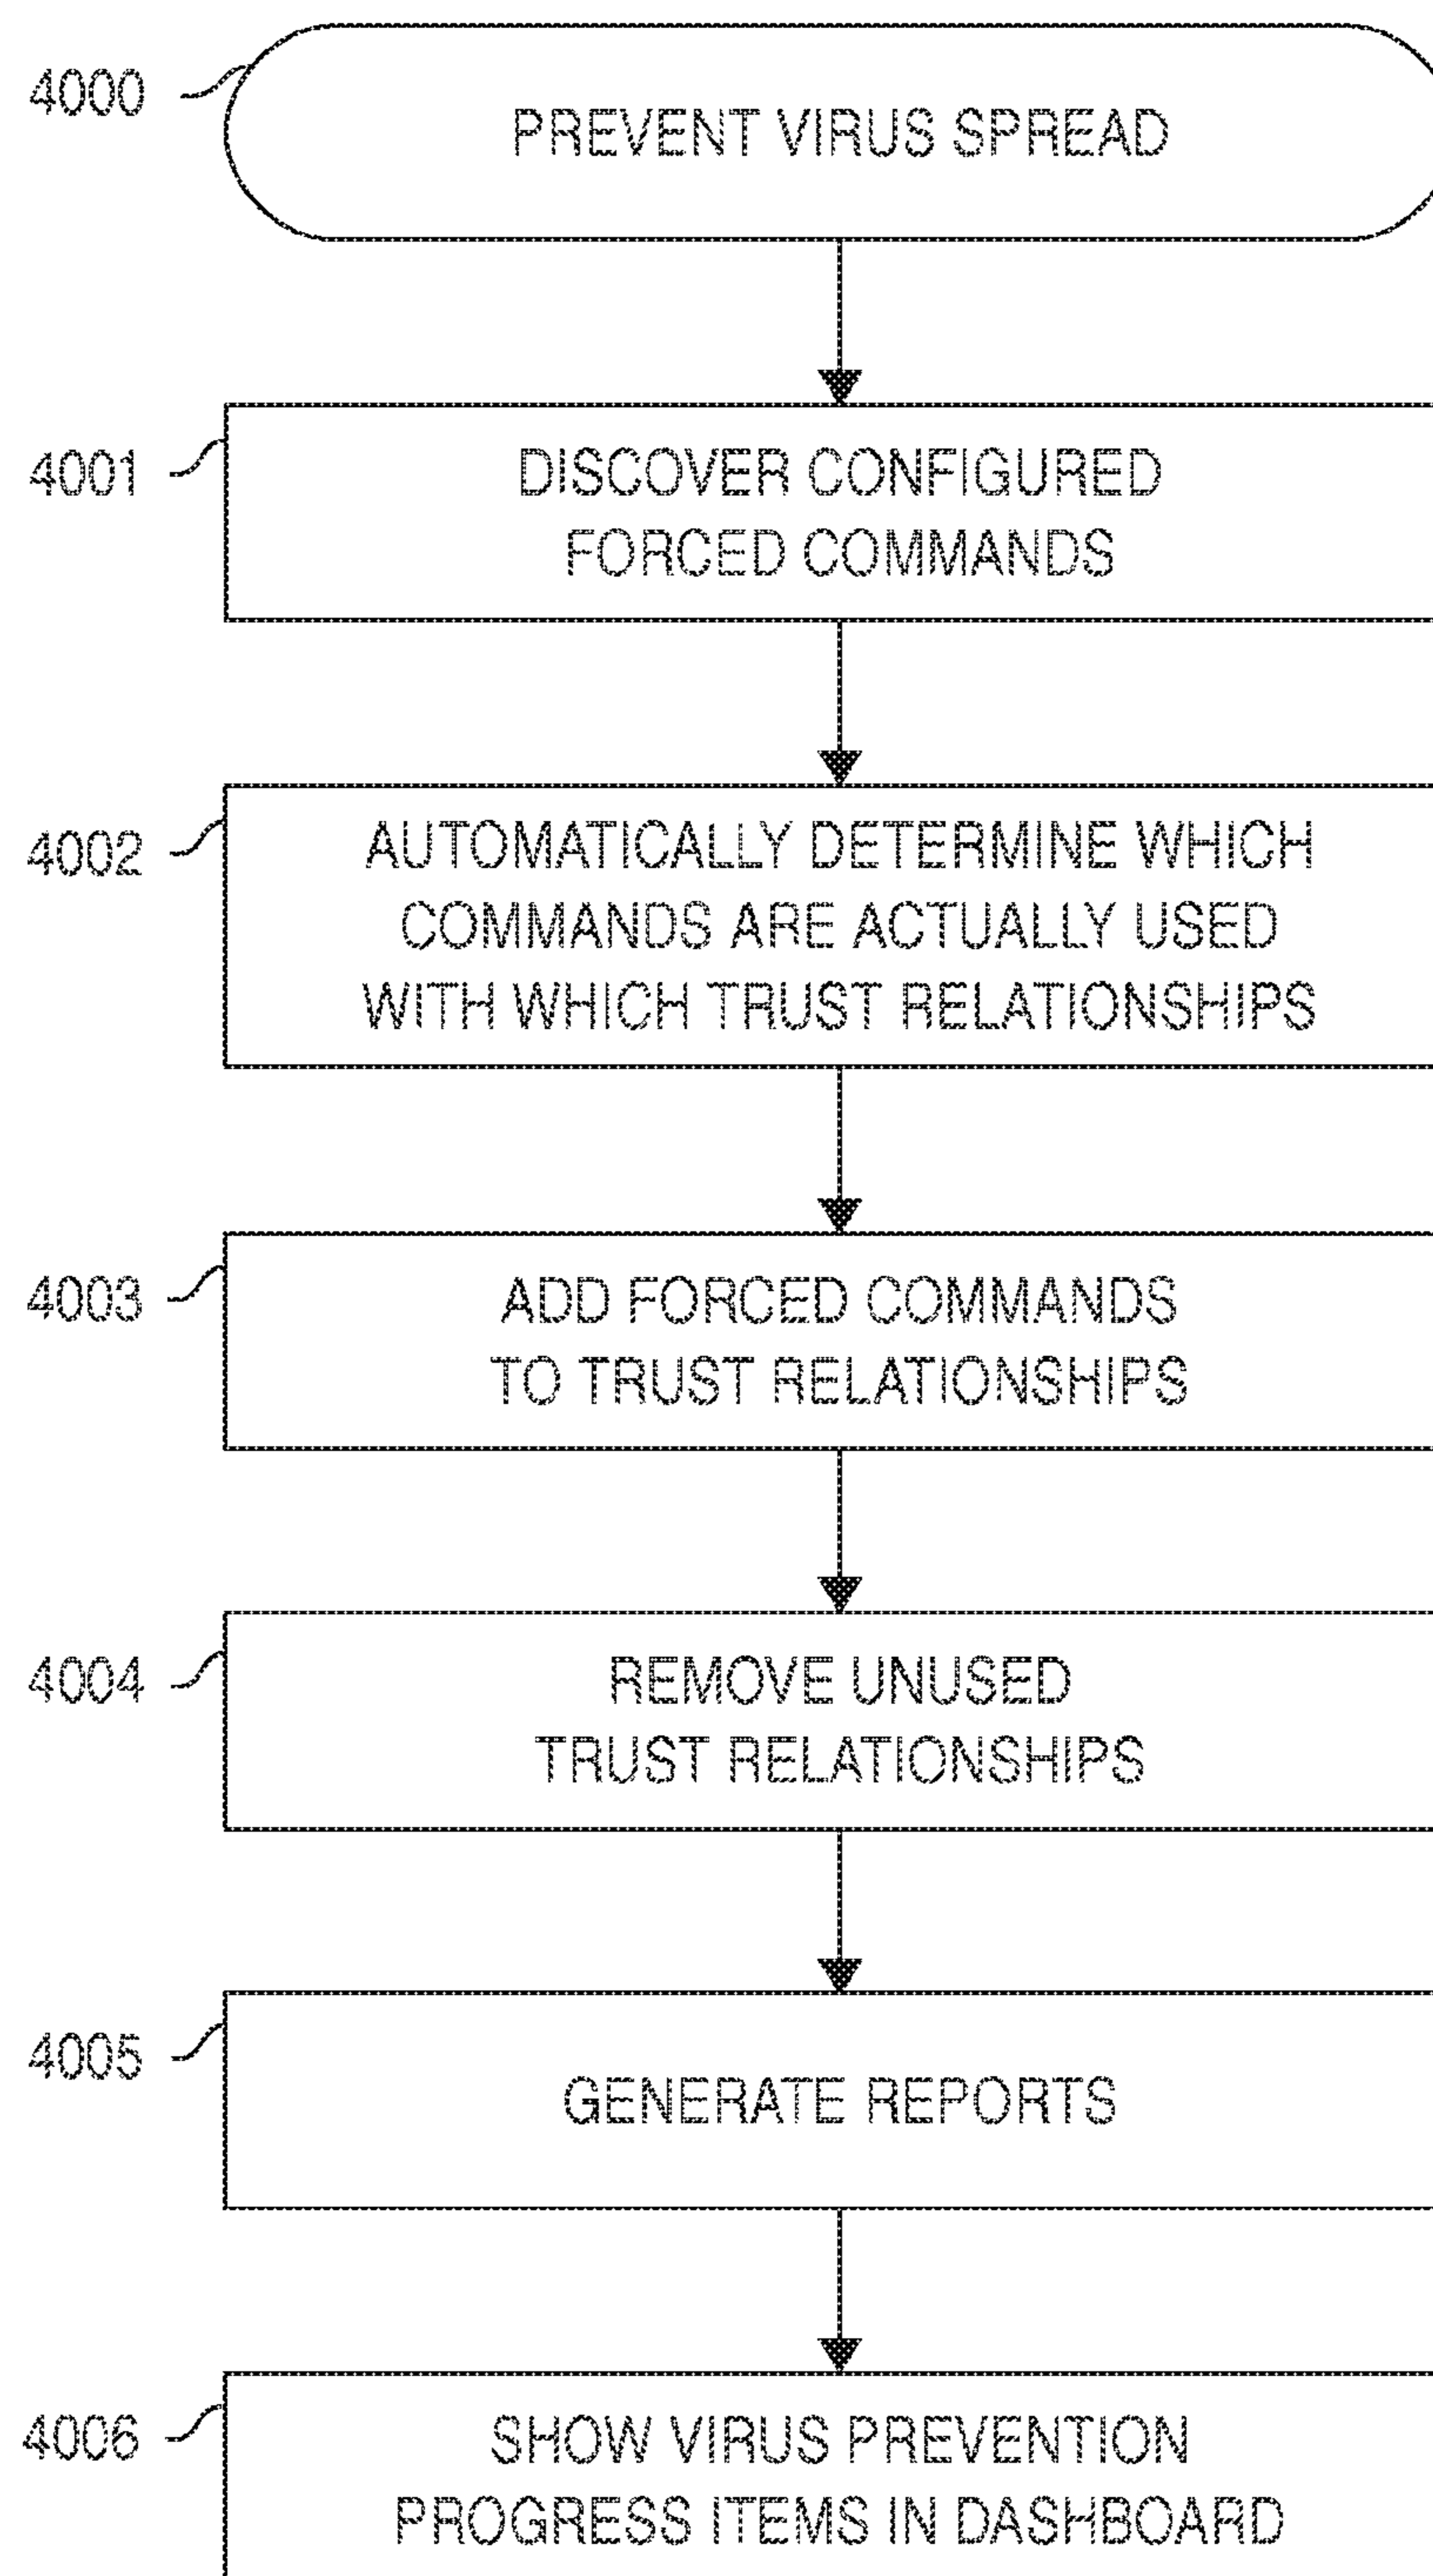 4000
PREVENT VIRUS SPREAD
4001
DISCOVER CONFIGURED
FORCED COMMANDS
4002
AUTOMATICALLY DETERMINE WHICH
COMMANDS ARE ACTUALLY USED
WITH WHICH TRUST RELATIONSHIPS
4003
ADD FORCED COMMANDS
TO TRUST RELATIONSHIPS
4004
REMOVE UNUSED
TRUST RELATIONSHIPS
4005
GENERATE REPORTS
4006
SHOW VIRUS PREVENTION
PROGRESS ITEMS IN DASHBOARD